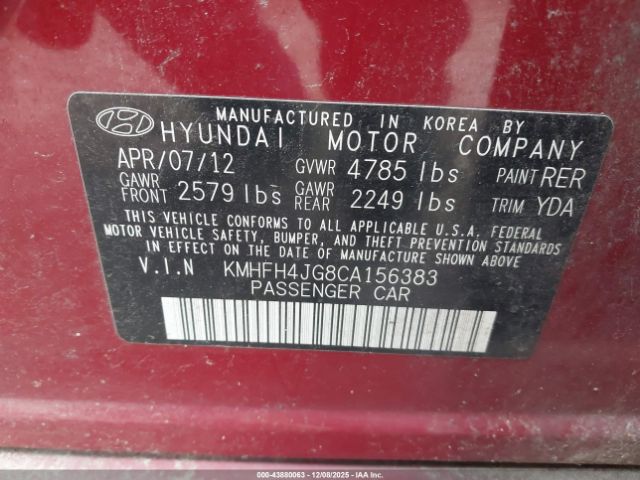 MANUFACTURED IN KOREA BY
HYUNDAI MOTOR COMPANY
APR/07/12 GVWR 4785 lbs PAINT RER
GAWR FRONT 2579 lbs GAWR REAR 2249 lbs TRIM YDA
THIS VEHICLE CONFORMS TO ALL APPLICABLE U.S.A. FEDERAL
MOTOR VEHICLE SAFETY, BUMPER, AND THEFT PREVENTION
STANDARDS IN EFFECT ON THE DATE OF MANUFACTURE SHOWN ABOVE.
V.I.N KMHFH4JG8CA156383
PASSENGER CAR
000-43880063 | 12/08/2025 | COPART IAA